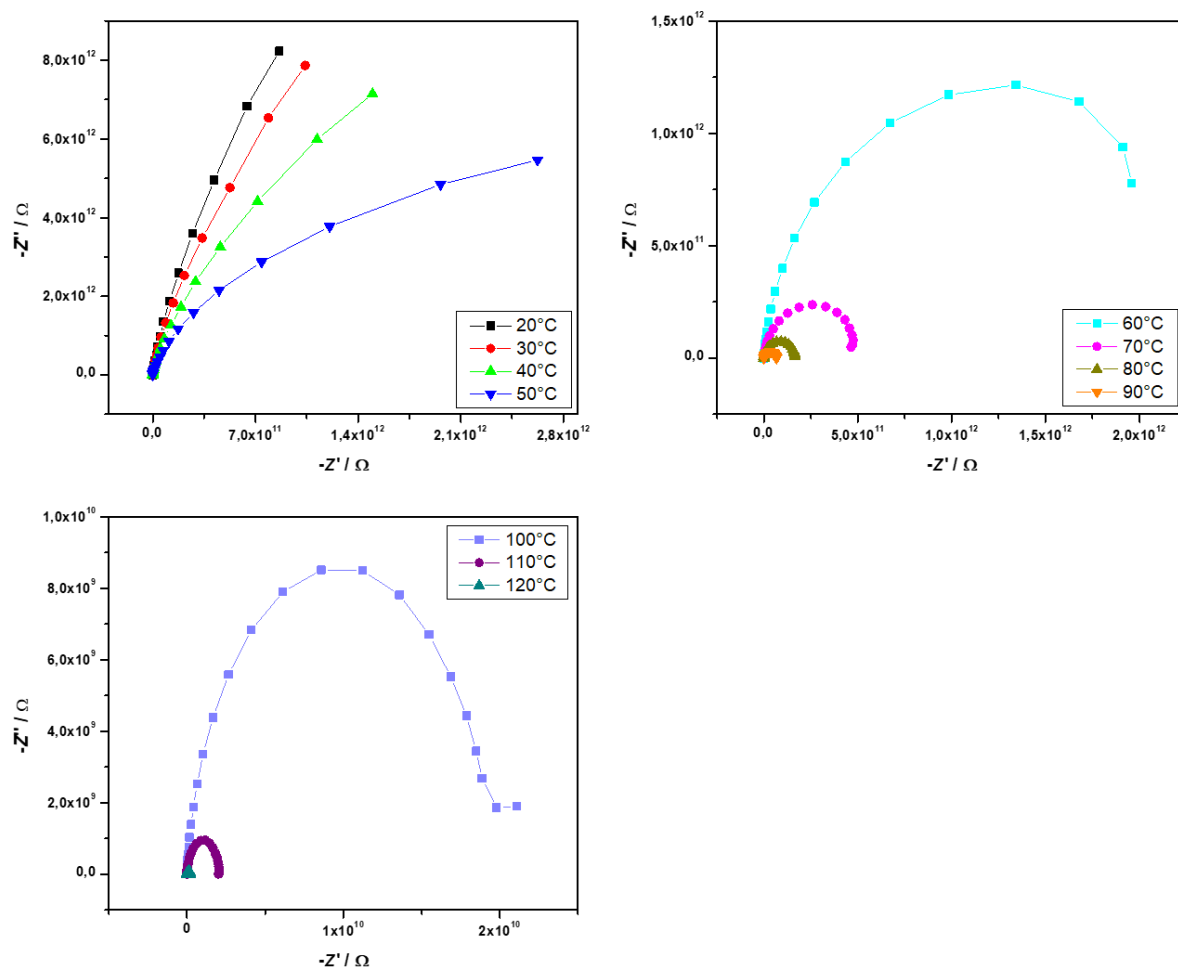 8,0x10¹²
6,0x10¹²
4,0x10¹²
2,0x10¹²
0,0
-Z'' / Ω
0,0
7,0x10¹¹
1,4x10¹²
2,1x10¹²
2,8x10¹²
-Z' / Ω
20°C
30°C
40°C
50°C
1,5x10¹²
1,0x10¹²
5,0x10¹¹
0,0
-Z'' / Ω
0,0
5,0x10¹¹
1,0x10¹²
1,5x10¹²
2,0x10¹²
-Z' / Ω
60°C
70°C
80°C
90°C
1,0x10¹⁰
8,0x10⁹
6,0x10⁹
4,0x10⁹
2,0x10⁹
0,0
-Z'' / Ω
0
1x10¹⁰
2x10¹⁰
-Z' / Ω
100°C
110°C
120°C